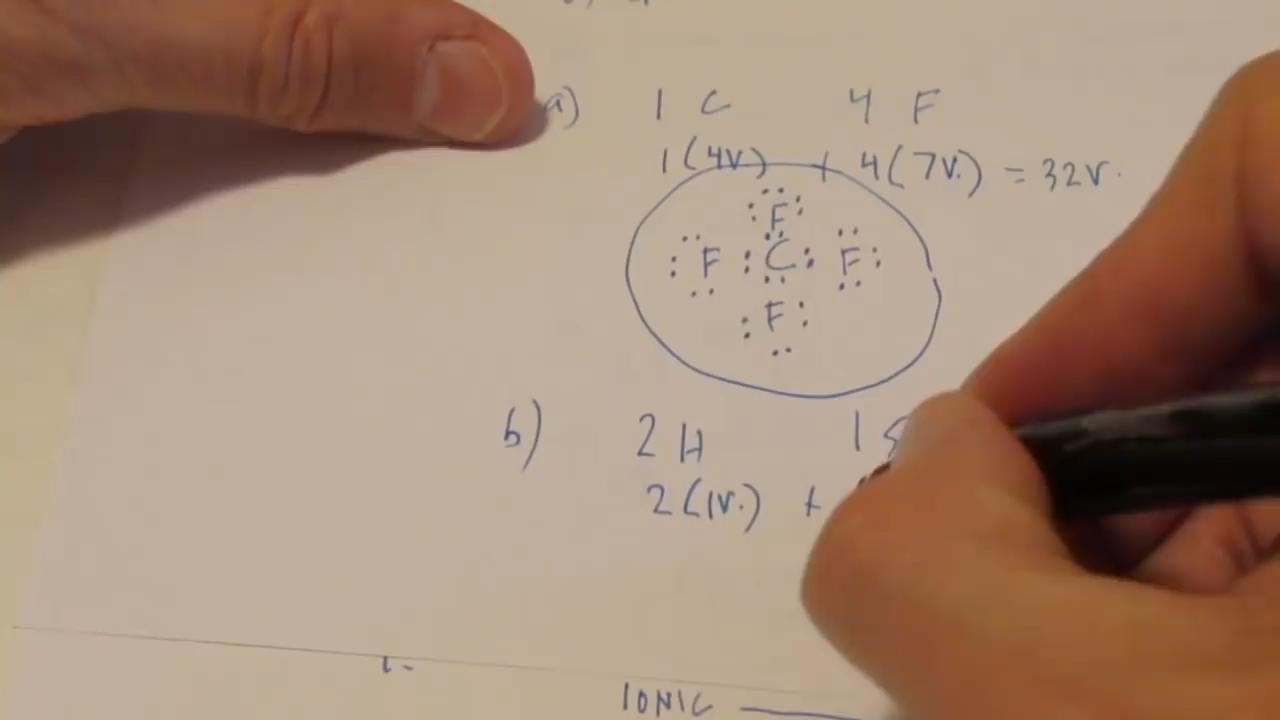 a) 1 C 4 F
1 (4v.) + 4 (7v.) = 32v.
F
F : C : F
F
b) 2 H 1 S
2 (1v.) +
IONIC